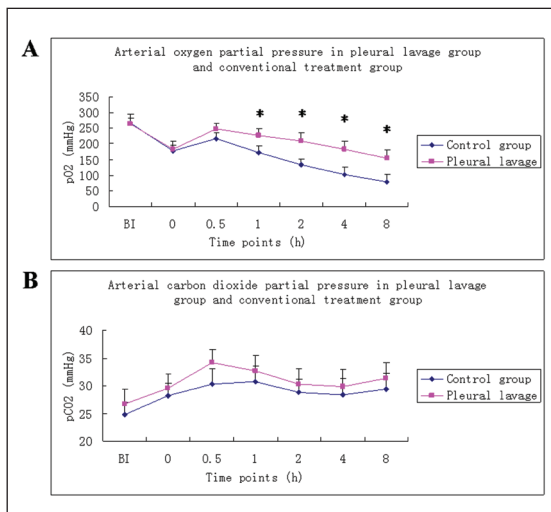 A
Arterial oxygen partial pressure in pleural lavage group
and conventional treatment group
pO2 (mmHg)
350
300
250
200
150
100
50
0
* * * *
BI 0 0.5 1 2 4 8
Time points (h)
Control group
Pleural lavage
B
Arterial carbon dioxide partial pressure in pleural lavage
group and conventional treatment group
pCO2 (mmHg)
40
35
30
25
20
BI 0 0.5 1 2 4 8
Time points (h)
Control group
Pleural lavage